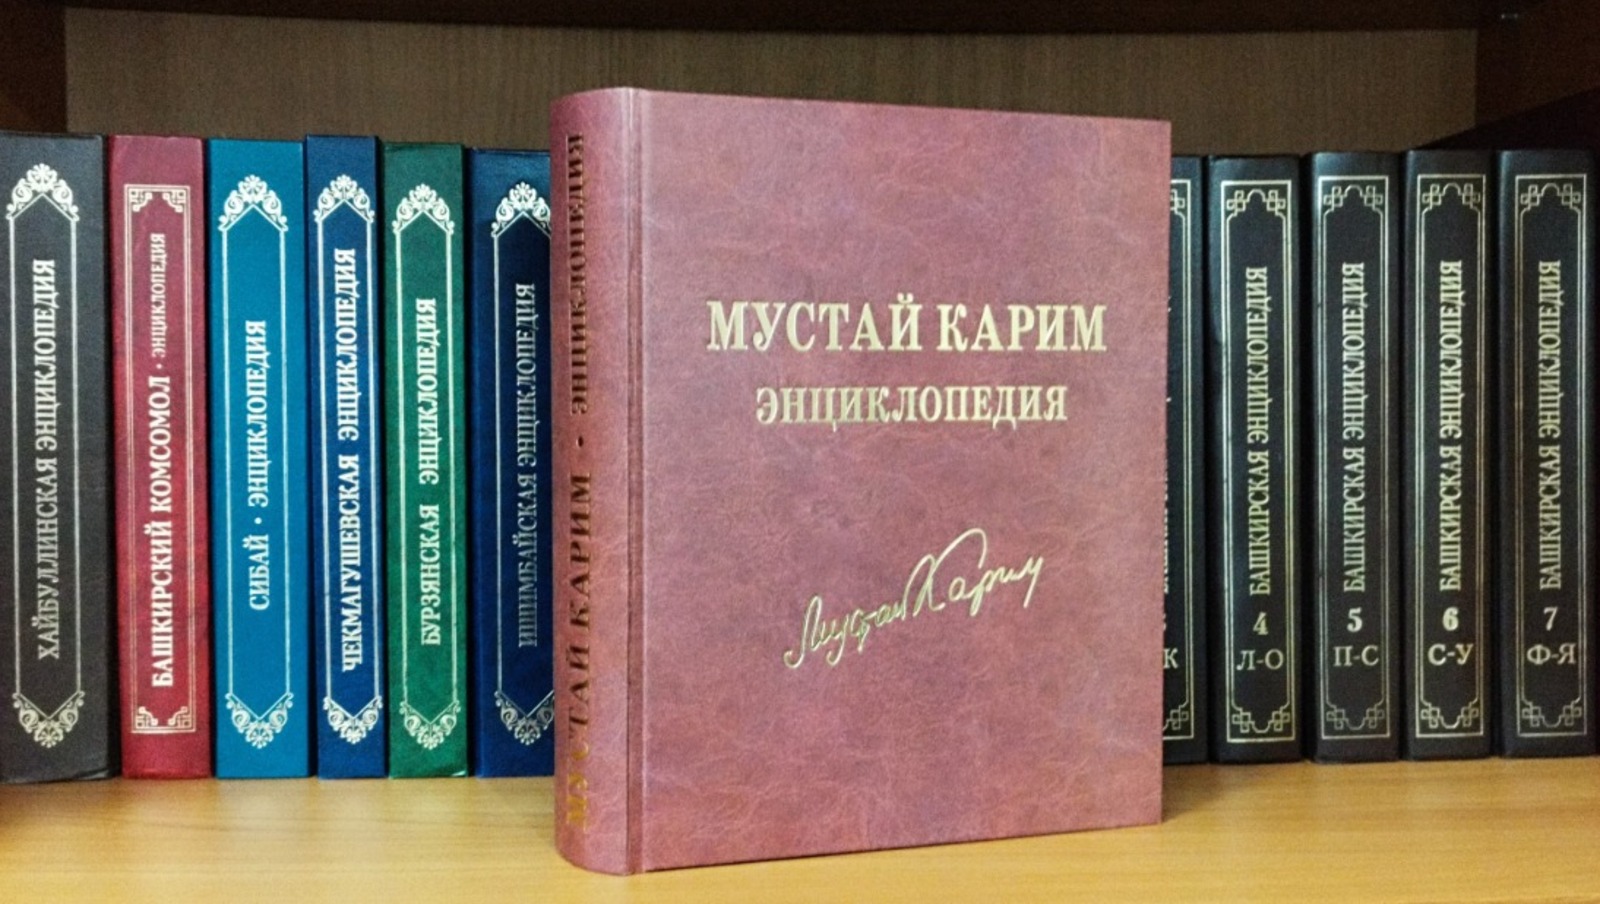 ХАЙБУЛЛИНСКАЯ ЭНЦИКЛОПЕДИЯ
БАШКИРСКИЙ КОМСОМОЛ · ЭНЦИКЛОПЕДИЯ
СИБАЙ · ЭНЦИКЛОПЕДИЯ
ЧЕКМАГУШЕВСКАЯ ЭНЦИКЛОПЕДИЯ
БУРЗЯНСКАЯ ЭНЦИКЛОПЕДИЯ
ИШИМБАЙСКАЯ ЭНЦИКЛОПЕДИЯ
МУСТАЙ КАРИМ · ЭНЦИКЛОПЕДИЯ
МУСТАЙ КАРИМ
ЭНЦИКЛОПЕДИЯ
Мустай Карим
К
БАШКИРСКАЯ ЭНЦИКЛОПЕДИЯ
4
Л-О
БАШКИРСКАЯ ЭНЦИКЛОПЕДИЯ
5
П-С
БАШКИРСКАЯ ЭНЦИКЛОПЕДИЯ
6
С-У
БАШКИРСКАЯ ЭНЦИКЛОПЕДИЯ
7
Ф-Я